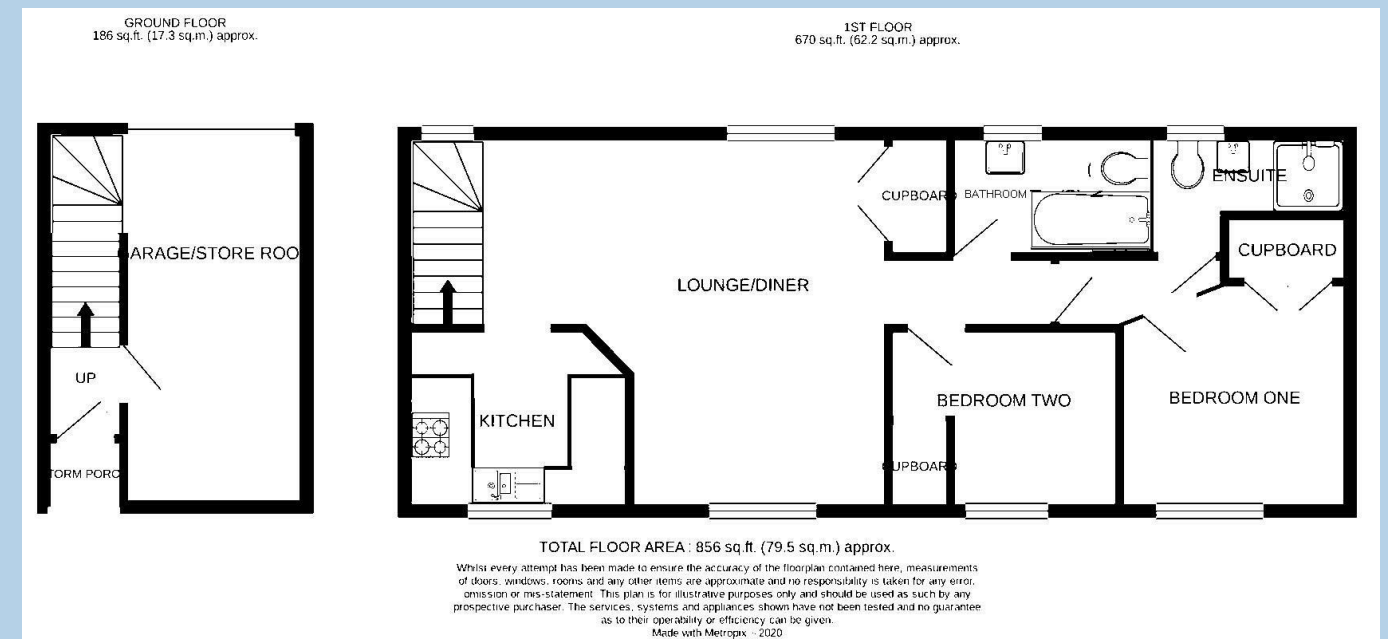 GROUND FLOOR
186 sq.ft. (17.3 sq.m.) approx.
1ST FLOOR
670 sq.ft. (62.2 sq.m.) approx.
ARAGE/STORE ROO
UP
TORM PORC
CUPBOARD
BATHROOM
ENSUITE
CUPBOARD
LOUNGE/DINER
KITCHEN
BEDROOM TWO
BEDROOM ONE
CUPBOARD
TOTAL FLOOR AREA : 856 sq.ft. (79.5 sq.m.) approx.
Whilst every attempt has been made to ensure the accuracy of the floorplan contained here, measurements
of doors, windows, rooms and any other items are approximate and no responsibility is taken for any error,
omission or mis-statement. This plan is for illustrative purposes only and should be used as such by any
prospective purchaser. The services, systems and appliances shown have not been tested and no guarantee
as to their operability or efficiency can be given.
Made with Metropix - 2020